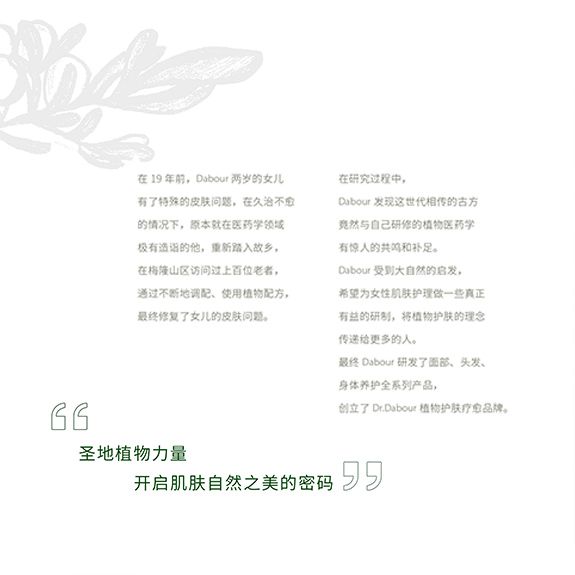 在 19 年前，Dabour 两岁的女儿
有了特殊的皮肤问题，在久治不愈
的情况下，原本就在医药学领域
极有造诣的他，重新踏入故乡，
在梅隆山区访问过上百位老者，
通过不断地调配、使用植物配方，
最终修复了女儿的皮肤问题。
在研究过程中，
Dabour 发现这世代相传的古方
竟然与自己研修的植物医药学
有惊人的共鸣和补足。
Dabour 受到大自然的启发，
希望为女性肌肤护理做一些真正
有益的研制，将植物护肤的理念
传递给更多的人。
最终 Dabour 研发了面部、头发、
身体养护全系列产品，
创立了 Dr.Dabour 植物护肤疗愈品牌。
“圣地植物力量
开启肌肤自然之美的密码”